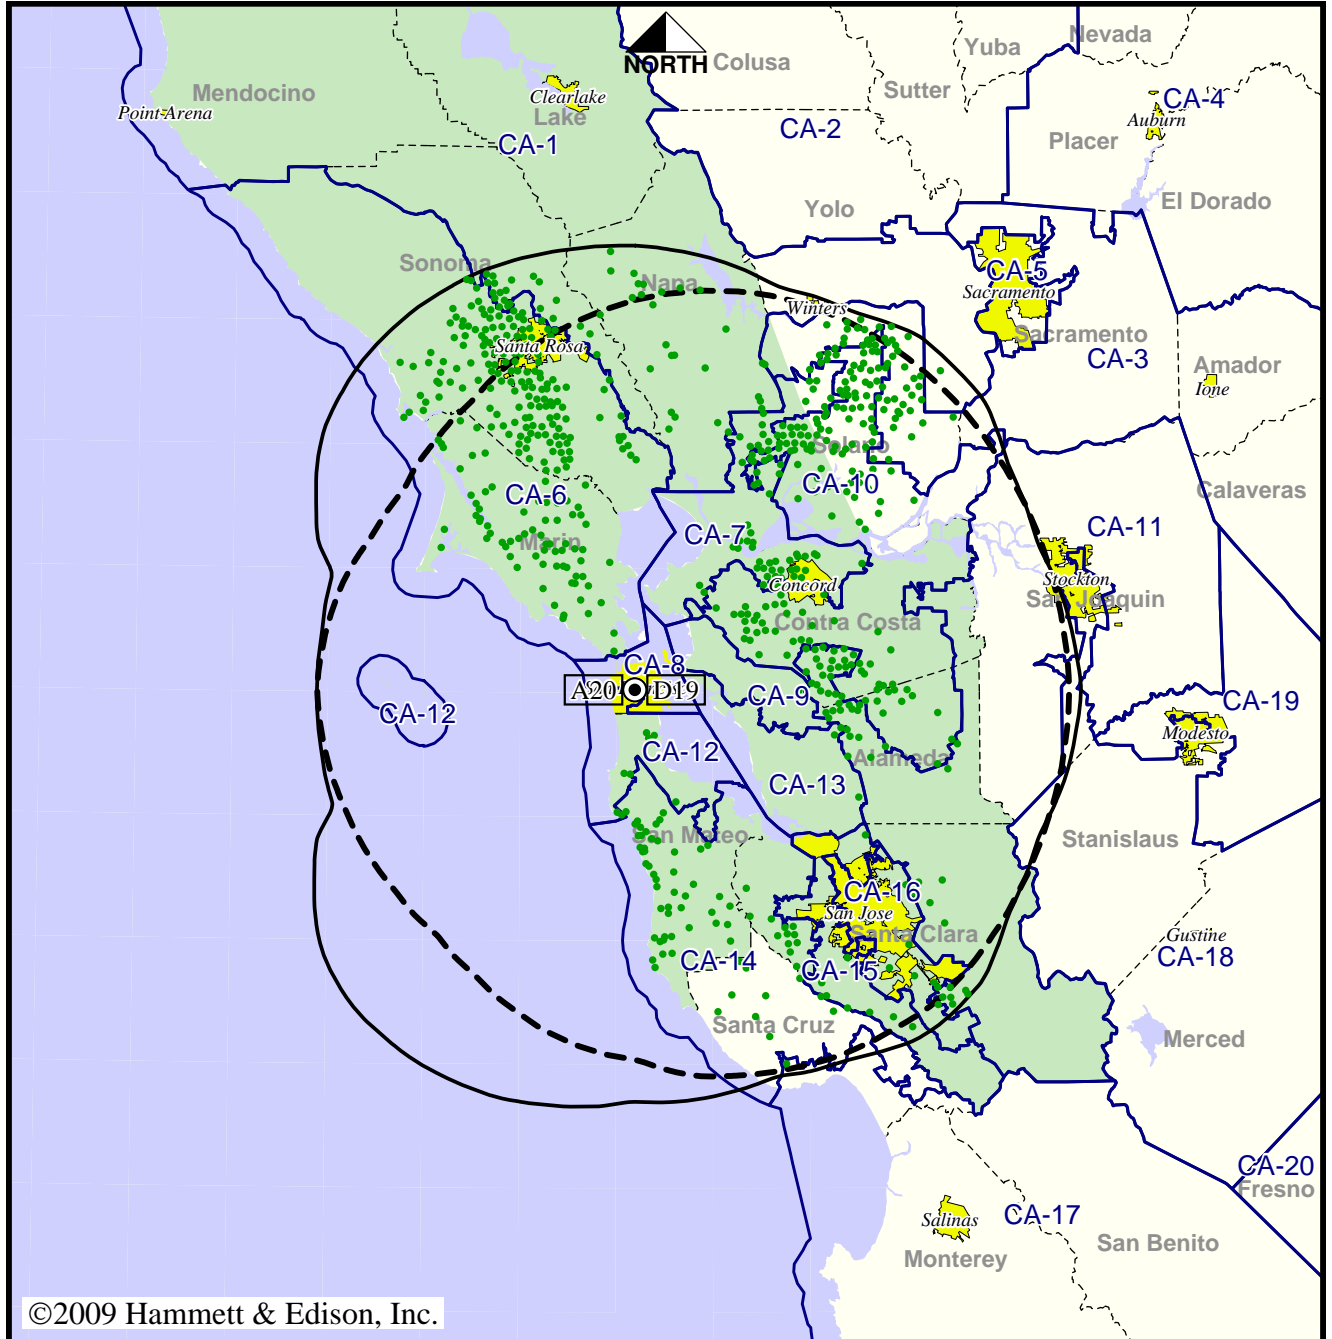 NORTH
Colusa
Yuba
Nevada
Sutter
Mendocino
Point Arena
Clearlake
Lake
CA-1
CA-2
CA-4
Auburn
Placer
El Dorado
Yolo
Sonoma
Napa
CA-5
Sacramento
Winters
Sacramento
CA-3
Santa Rosa
Amador
Ione
Solano
CA-10
CA-6
Calaveras
CA-7
Marin
CA-11
Stockton
San Joaquin
Concord
Contra Costa
CA-8
A20 D19
CA-9
CA-12
CA-19
Modesto
CA-12
Alameda
CA-13
San Mateo
Stanislaus
CA-16
San Jose
Santa Clara
Gustine
CA-18
CA-14
CA-15
Santa Cruz
Merced
CA-20
Fresno
Salinas
CA-17
Monterey
San Benito
©2009 Hammett & Edison, Inc.